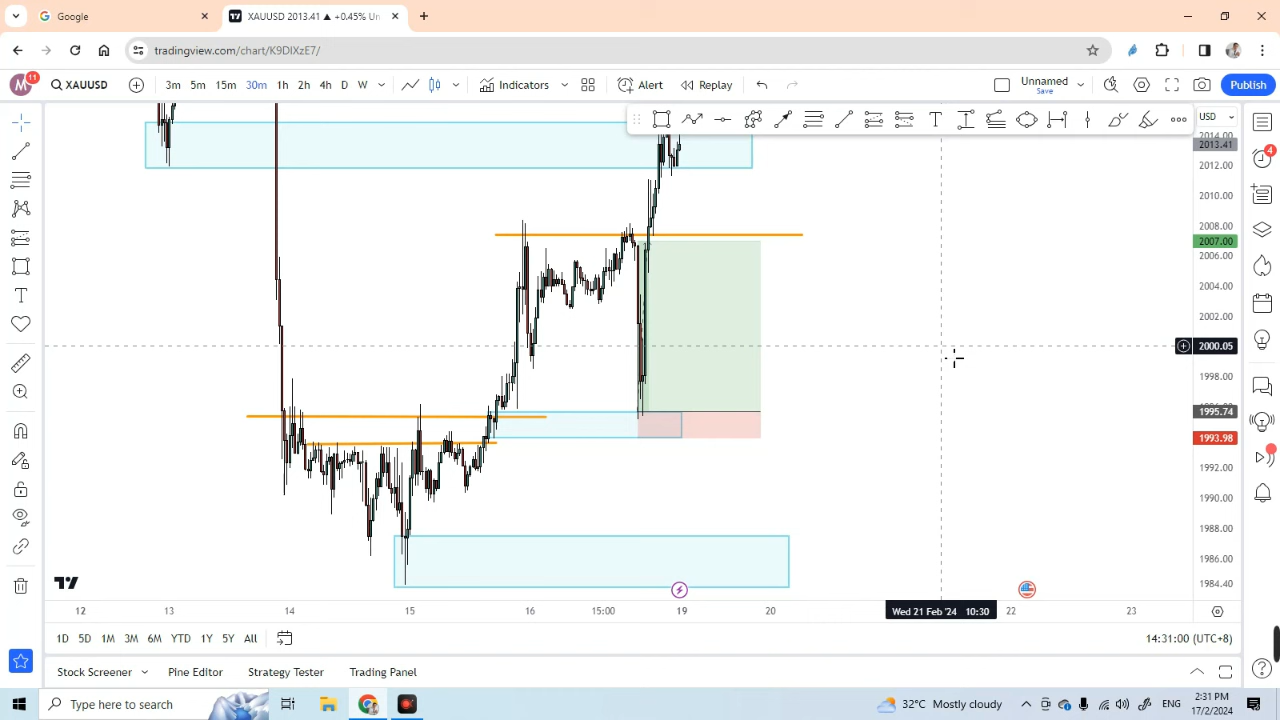 Google
XAUUSD 2013.41 ▲ +0.45% Un
tradingview.com/chart/K9DIXzE7/
M 11
XAUUSD
3m 5m 15m 30m 1h 2h 4h D W
Indicators
Alert
Replay
Unnamed
Save
Publish
USD
2014.00
2013.41
2012.00
2010.00
2008.00
2007.00
2006.00
2004.00
2002.00
2000.05
1998.00
1995.74
1993.98
1992.00
1990.00
1988.00
1986.00
1984.40
4
12 13 14 15 16 15:00 19 20 Wed 21 Feb '24 10:30 22 23
1D 5D 1M 3M 6M YTD 1Y 5Y All
14:31:00 (UTC+8)
Stock Screener Pine Editor Strategy Tester Trading Panel
Type here to search
32°C Mostly cloudy
ENG
2:31 PM
17/2/2024